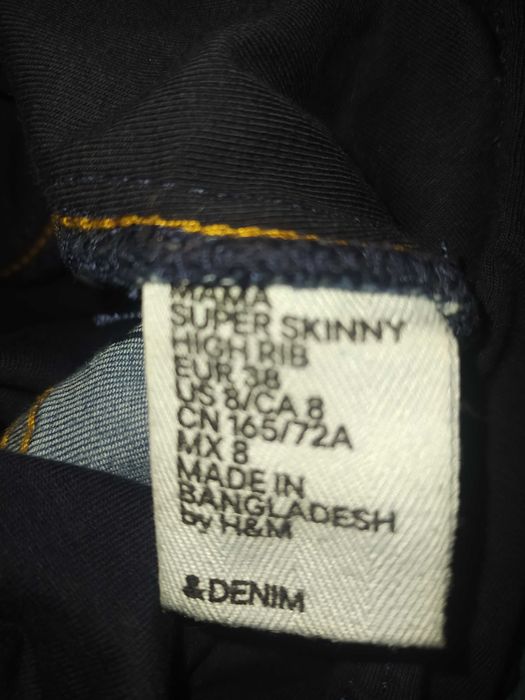 MAMA
SUPER SKINNY
HIGH RIB
EUR 38
US 8/CA 8
CN 165/72A
MX 8
MADE IN
BANGLADESH
by H&M
&DENIM